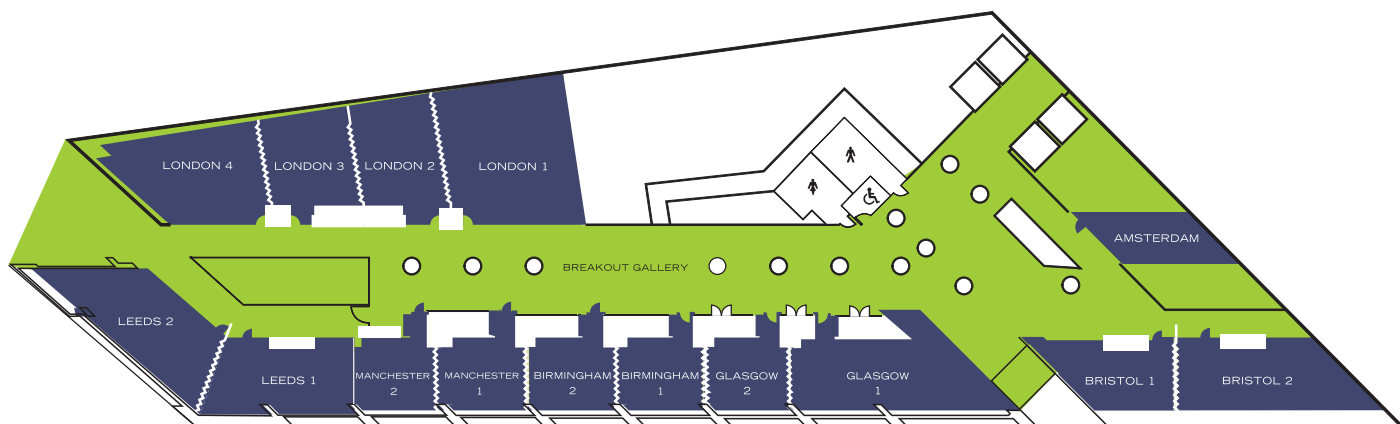 LONDON 4
LONDON 3
LONDON 2
LONDON 1
AMSTERDAM
BREAKOUT GALLERY
LEEDS 2
LEEDS 1
MANCHESTER
2
MANCHESTER
1
BIRMINGHAM
2
BIRMINGHAM
1
GLASGOW
2
GLASGOW
1
BRISTOL 1
BRISTOL 2